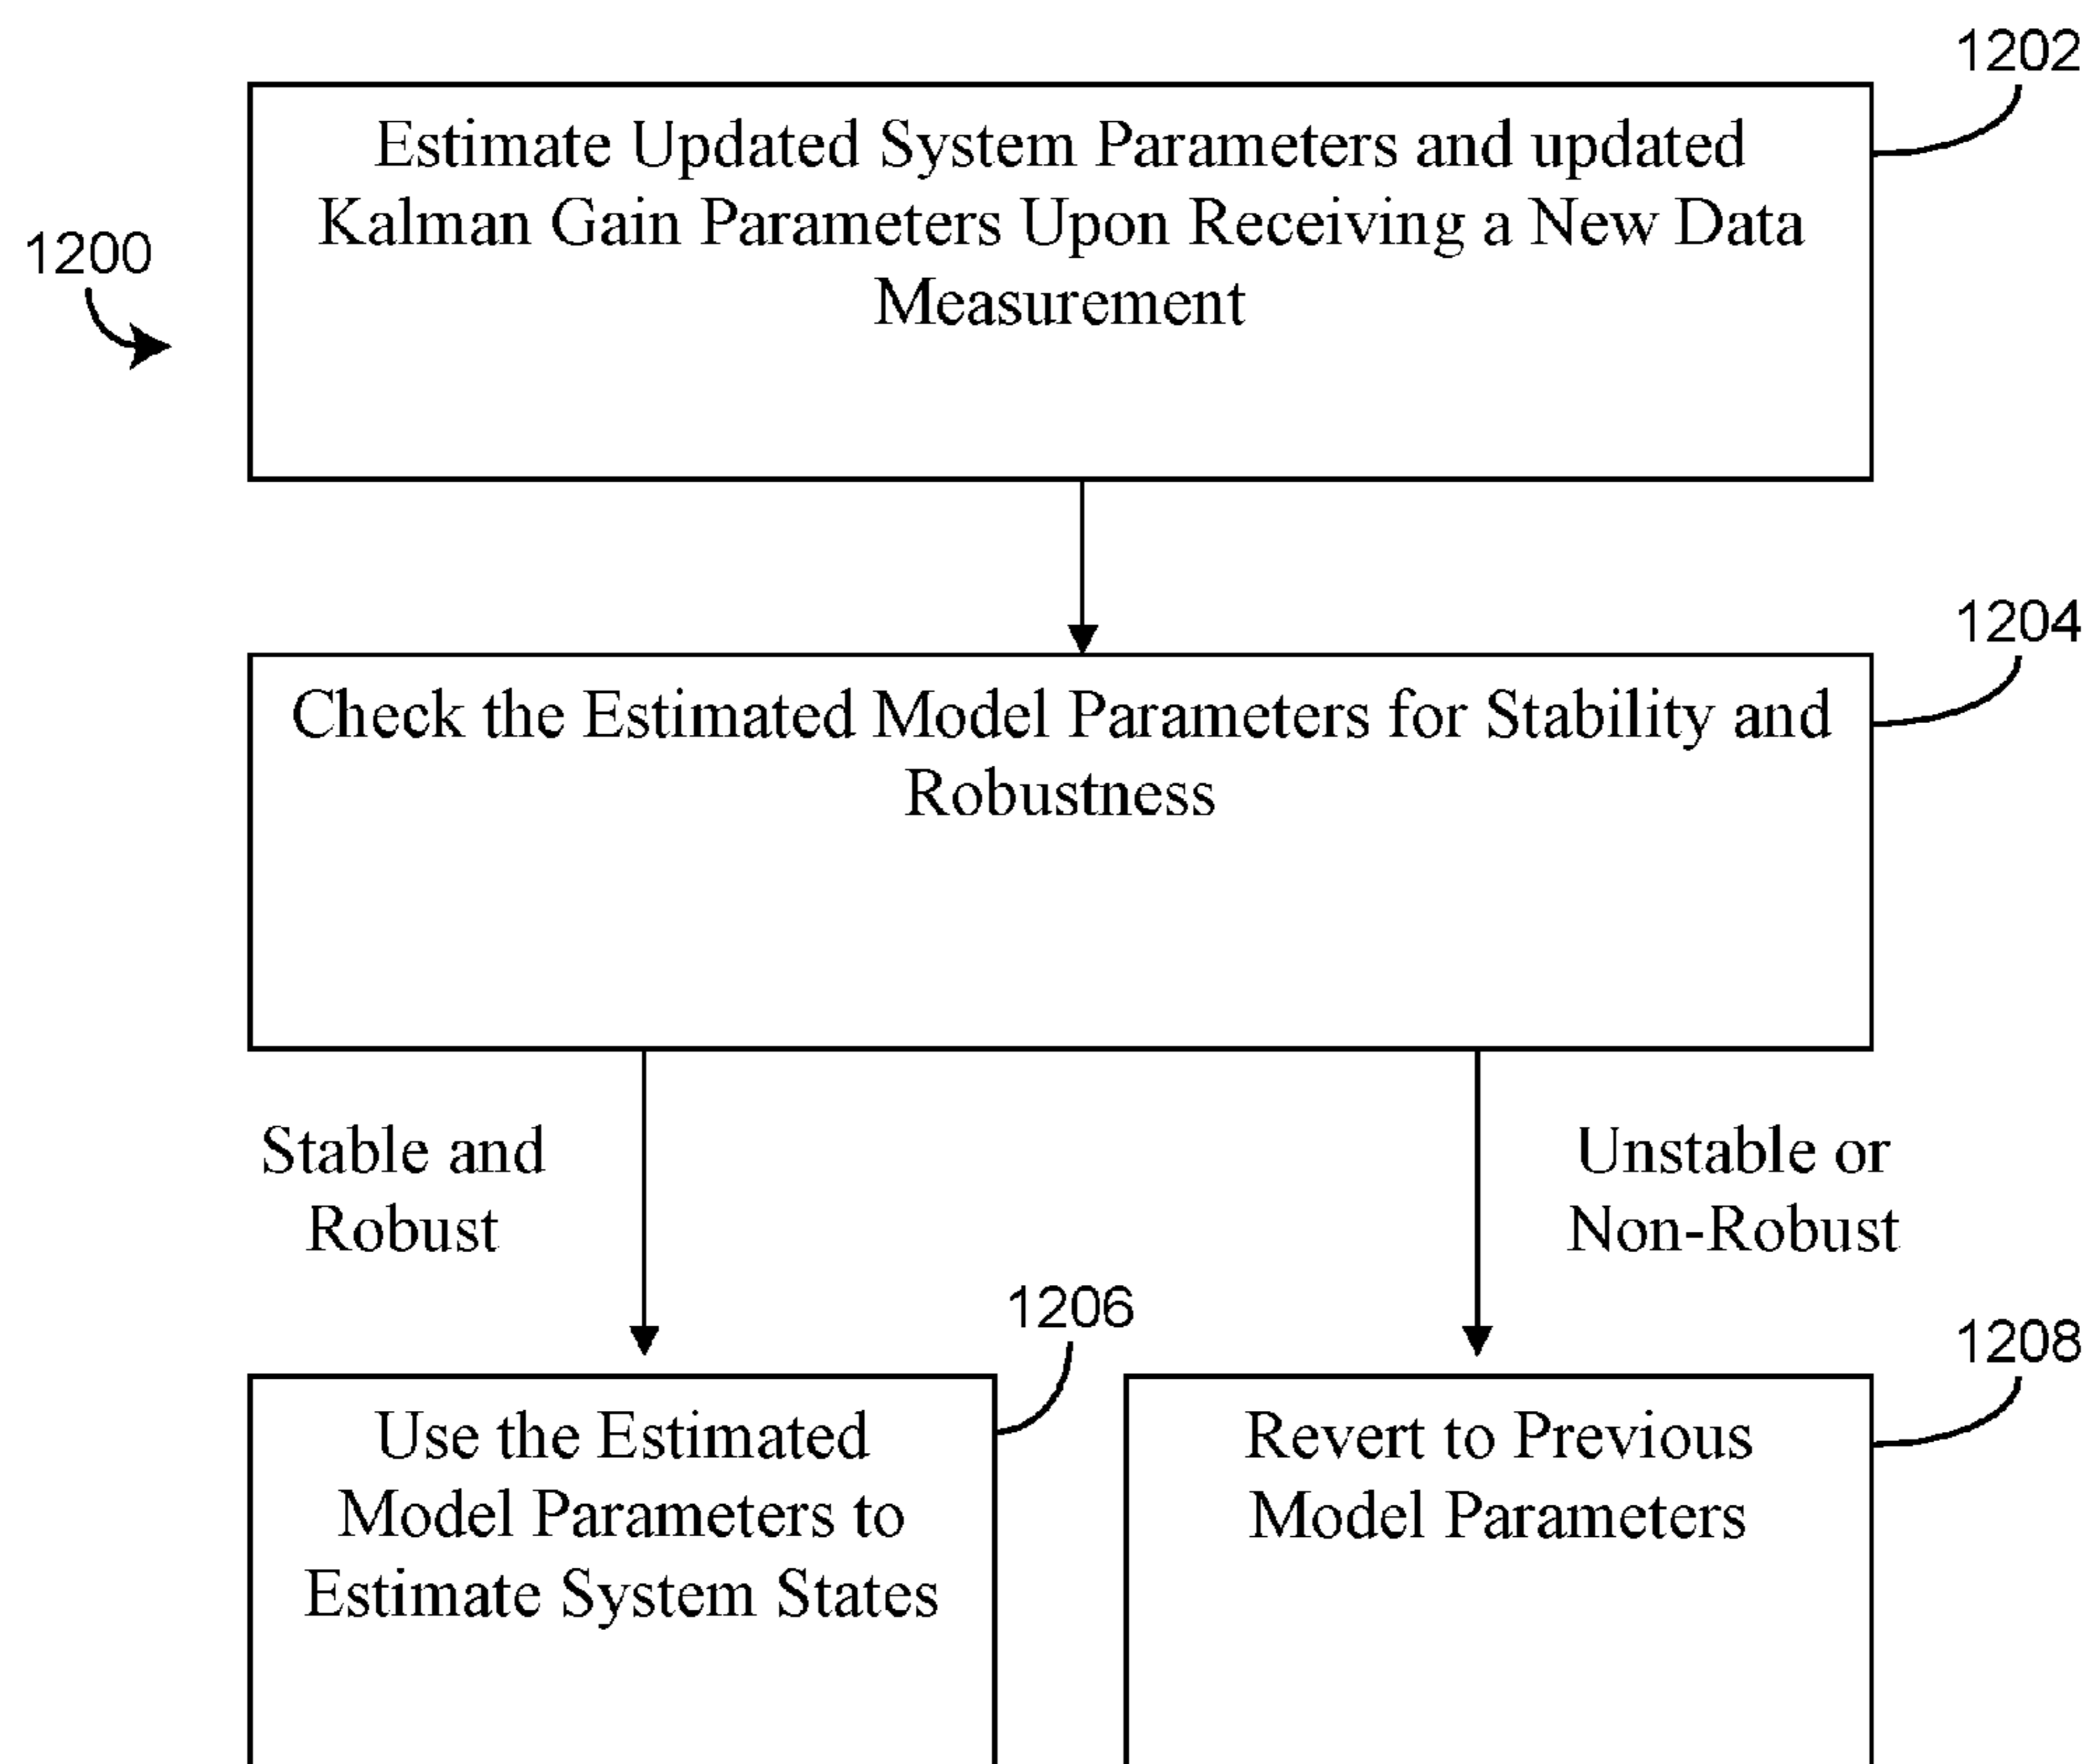 1202
Estimate Updated System Parameters and updated
Kalman Gain Parameters Upon Receiving a New Data
Measurement
1200
1204
Check the Estimated Model Parameters for Stability and
Robustness
Stable and
Robust
Unstable or
Non-Robust
1206
Use the Estimated
Model Parameters to
Estimate System States
1208
Revert to Previous
Model Parameters